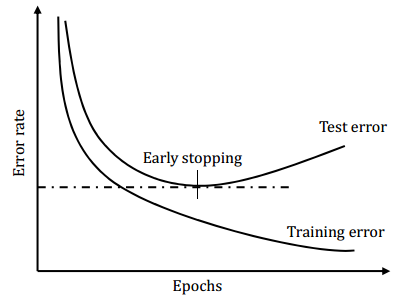 Test error
Early stopping
Error rate
Training error
Epochs